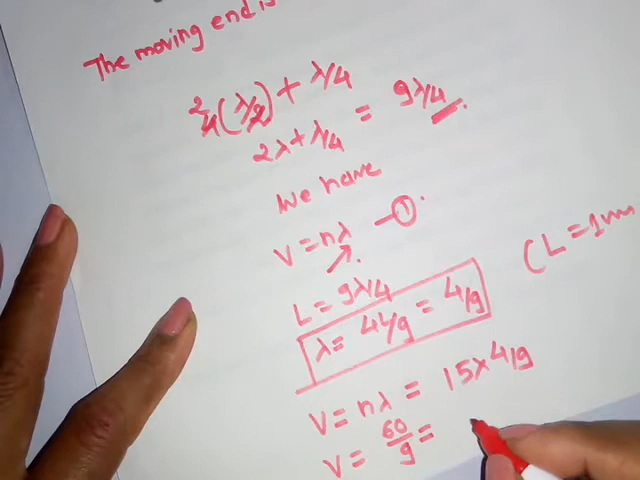 The moving end is
2
4(λ/2) + λ/4
2λ+λ/4 = 9λ/4
We have
V = nλ — ①.
L = 9λ/4 (L = 1m
λ = 4L/9 = 4/9
V = nλ = 15 x 4/9
V = 60/9 =